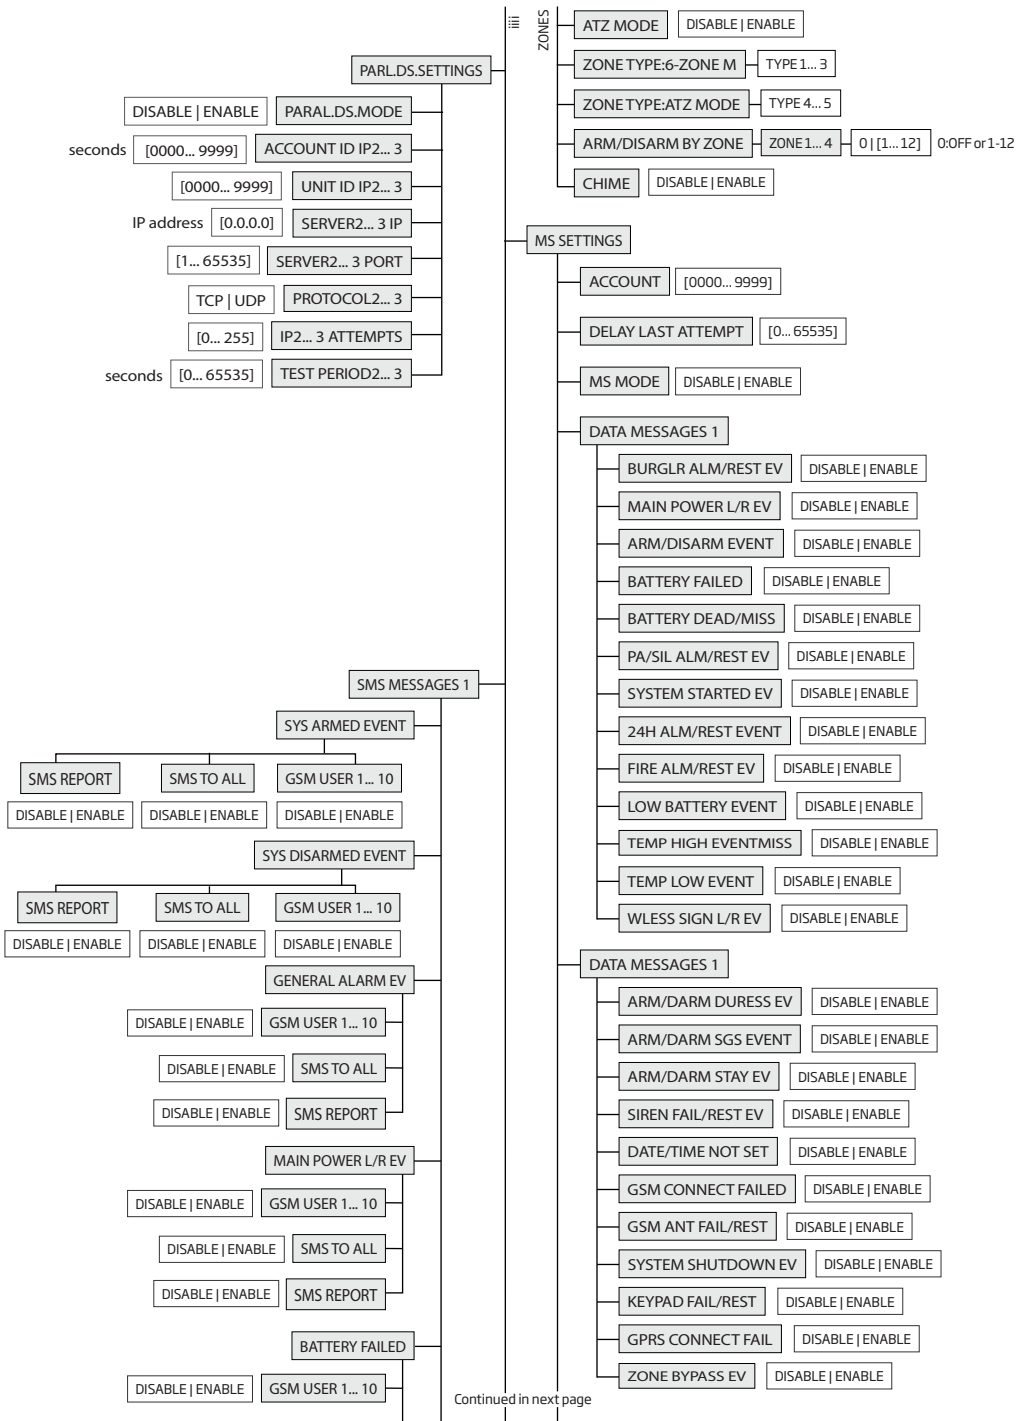 iiii
ZONES
ATZ MODE DISABLE | ENABLE
ZONE TYPE:6-ZONE M TYPE 1... 3
ZONE TYPE:ATZ MODE TYPE 4... 5
ARM/DISARM BY ZONE ZONE 1... 4 0 | [1... 12] 0:OFF or 1-12
CHIME DISABLE | ENABLE
PARL.DS.SETTINGS
DISABLE | ENABLE PARAL.DS.MODE
seconds [0000... 9999] ACCOUNT ID IP2... 3
[0000... 9999] UNIT ID IP2... 3
IP address [0.0.0.0] SERVER2... 3 IP
[1... 65535] SERVER2... 3 PORT
TCP | UDP PROTOCOL2... 3
[0... 255] IP2... 3 ATTEMPTS
seconds [0... 65535] TEST PERIOD2... 3
MS SETTINGS
ACCOUNT [0000... 9999]
DELAY LAST ATTEMPT [0... 65535]
MS MODE DISABLE | ENABLE
DATA MESSAGES 1
BURGLR ALM/REST EV DISABLE | ENABLE
MAIN POWER L/R EV DISABLE | ENABLE
ARM/DISARM EVENT DISABLE | ENABLE
BATTERY FAILED DISABLE | ENABLE
BATTERY DEAD/MISS DISABLE | ENABLE
PA/SIL ALM/REST EV DISABLE | ENABLE
SYSTEM STARTED EV DISABLE | ENABLE
24H ALM/REST EVENT DISABLE | ENABLE
FIRE ALM/REST EV DISABLE | ENABLE
LOW BATTERY EVENT DISABLE | ENABLE
TEMP HIGH EVENTMISS DISABLE | ENABLE
TEMP LOW EVENT DISABLE | ENABLE
WLESS SIGN L/R EV DISABLE | ENABLE
DATA MESSAGES 1
ARM/DARM DURESS EV DISABLE | ENABLE
ARM/DARM SGS EVENT DISABLE | ENABLE
ARM/DARM STAY EV DISABLE | ENABLE
SIREN FAIL/REST EV DISABLE | ENABLE
DATE/TIME NOT SET DISABLE | ENABLE
GSM CONNECT FAILED DISABLE | ENABLE
GSM ANT FAIL/REST DISABLE | ENABLE
SYSTEM SHUTDOWN EV DISABLE | ENABLE
KEYPAD FAIL/REST DISABLE | ENABLE
GPRS CONNECT FAIL DISABLE | ENABLE
ZONE BYPASS EV DISABLE | ENABLE
SMS MESSAGES 1
SYS ARMED EVENT
SMS REPORT SMS TO ALL GSM USER 1... 10
DISABLE | ENABLE DISABLE | ENABLE DISABLE | ENABLE
SYS DISARMED EVENT
SMS REPORT SMS TO ALL GSM USER 1... 10
DISABLE | ENABLE DISABLE | ENABLE DISABLE | ENABLE
GENERAL ALARM EV
DISABLE | ENABLE GSM USER 1... 10
DISABLE | ENABLE SMS TO ALL
DISABLE | ENABLE SMS REPORT
MAIN POWER L/R EV
DISABLE | ENABLE GSM USER 1... 10
DISABLE | ENABLE SMS TO ALL
DISABLE | ENABLE SMS REPORT
BATTERY FAILED
DISABLE | ENABLE GSM USER 1... 10
Continued in next page